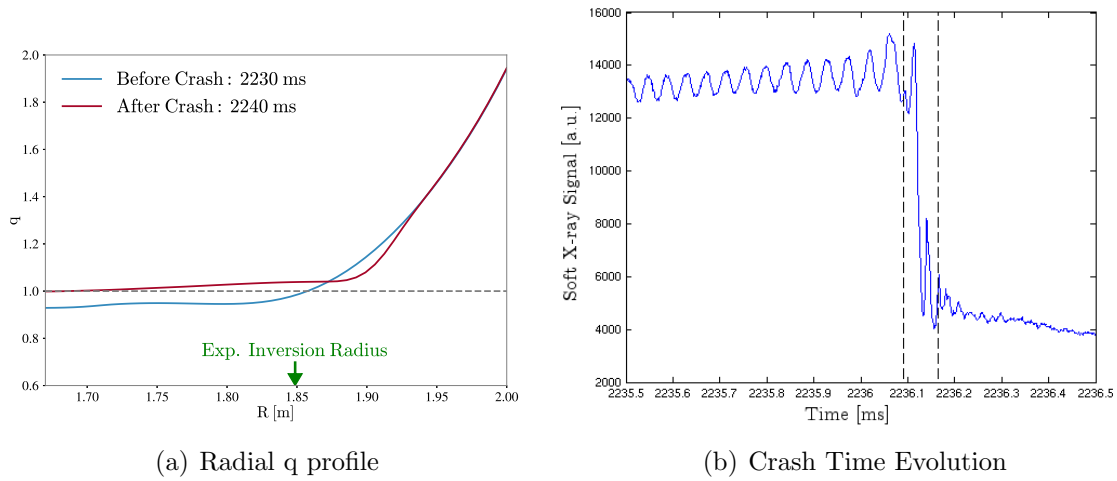 2.0
1.8
1.6
1.4
1.2
1.0
0.8
0.6
q
Before Crash: 2230 ms
After Crash: 2240 ms
Exp. Inversion Radius
1.70 1.75 1.80 1.85 1.90 1.95 2.00
R [m]
(a) Radial q profile
16000
14000
12000
10000
8000
6000
4000
2000
Soft X-ray Signal [a.u.]
2235.5 2235.6 2235.7 2235.8 2235.9 2236 2236.1 2236.2 2236.3 2236.4 2236.5
Time [ms]
(b) Crash Time Evolution